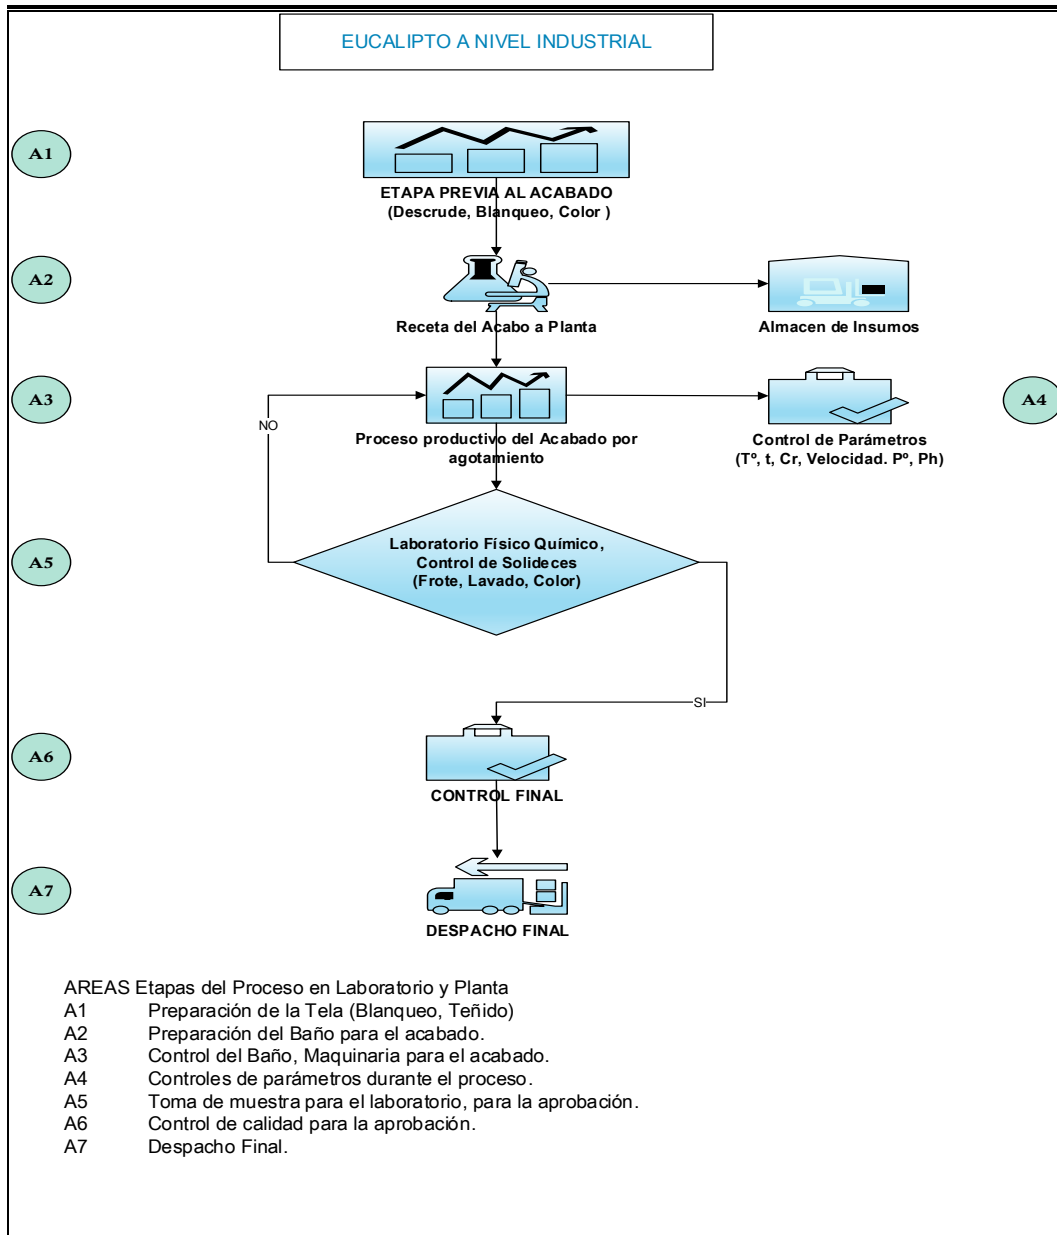 EUCALIPTO A NIVEL INDUSTRIAL
A1
ETAPA PREVIA AL ACABADO
(Descrude, Blanqueo, Color )
A2
Receta del Acabo a Planta
Almacen de Insumos
A3
A4
NO
Proceso productivo del Acabado por
agotamiento
Control de Parámetros
(Tº, t, Cr, Velocidad. Pº, Ph)
A5
Laboratorio Físico Químico,
Control de Solideces
(Frote, Lavado, Color)
SI
A6
CONTROL FINAL
A7
DESPACHO FINAL
AREAS Etapas del Proceso en Laboratorio y Planta
A1 Preparación de la Tela (Blanqueo, Teñido)
A2 Preparación del Baño para el acabado.
A3 Control del Baño, Maquinaria para el acabado.
A4 Controles de parámetros durante el proceso.
A5 Toma de muestra para el laboratorio, para la aprobación.
A6 Control de calidad para la aprobación.
A7 Despacho Final.